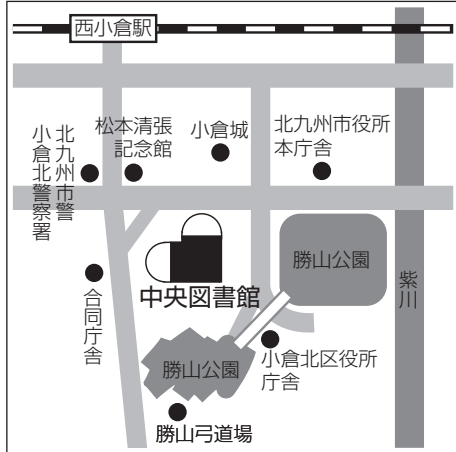 西小倉駅
北九州市警
小倉北警察署
松本清張
記念館
小倉城
北九州市役所
本庁舎
勝山公園
紫川
中央図書館
合同庁舎
勝山公園
小倉北区役所
庁舎
勝山弓道場